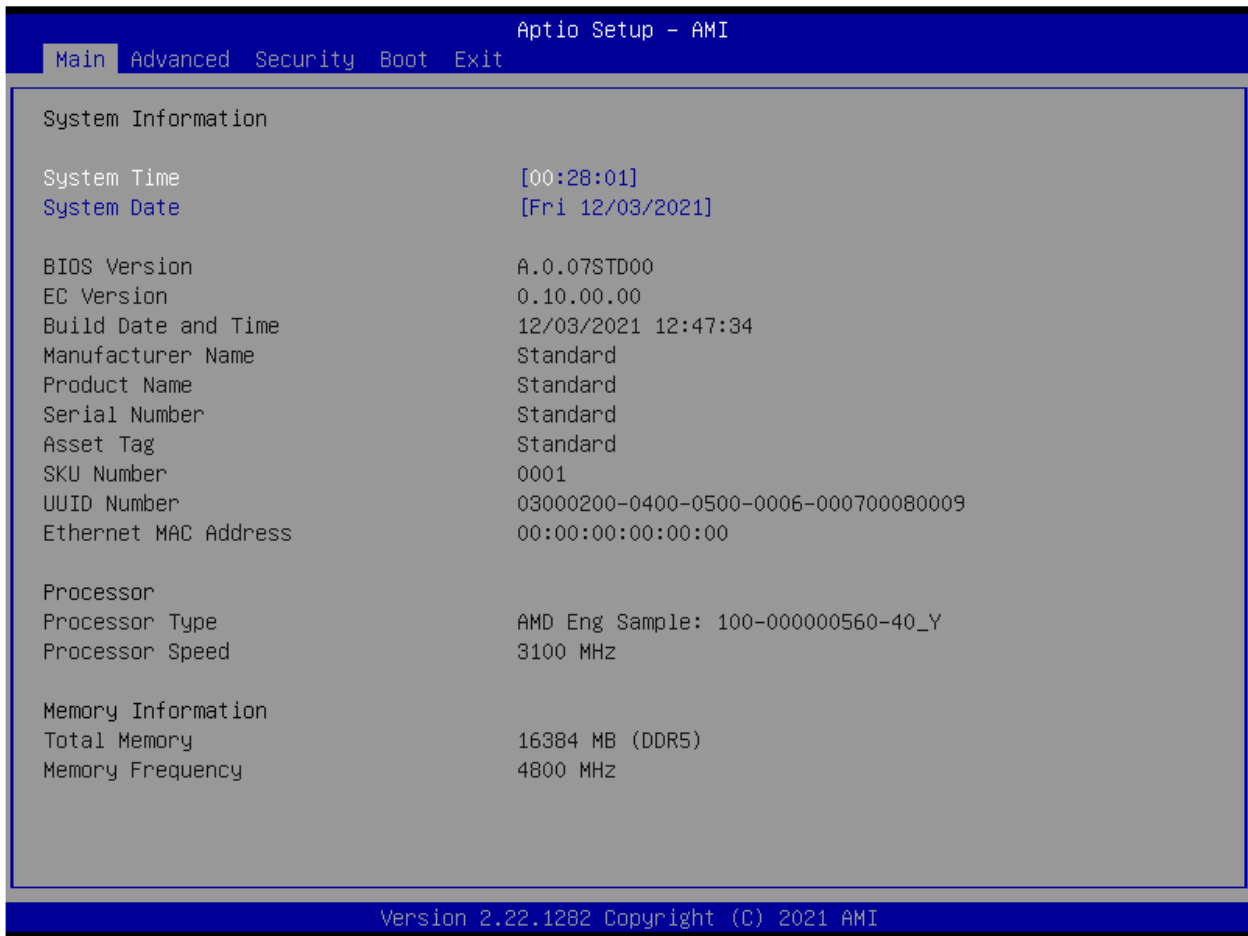 Aptio Setup – AMI
Main Advanced Security Boot Exit
System Information
System Time [00:28:01]
System Date [Fri 12/03/2021]
BIOS Version A.0.07STD00
EC Version 0.10.00.00
Build Date and Time 12/03/2021 12:47:34
Manufacturer Name Standard
Product Name Standard
Serial Number Standard
Asset Tag Standard
SKU Number 0001
UUID Number 03000200-0400-0500-0006-000700080009
Ethernet MAC Address 00:00:00:00:00:00
Processor
Processor Type AMD Eng Sample: 100-000000560-40_Y
Processor Speed 3100 MHz
Memory Information
Total Memory 16384 MB (DDR5)
Memory Frequency 4800 MHz
Version 2.22.1282 Copyright (C) 2021 AMI